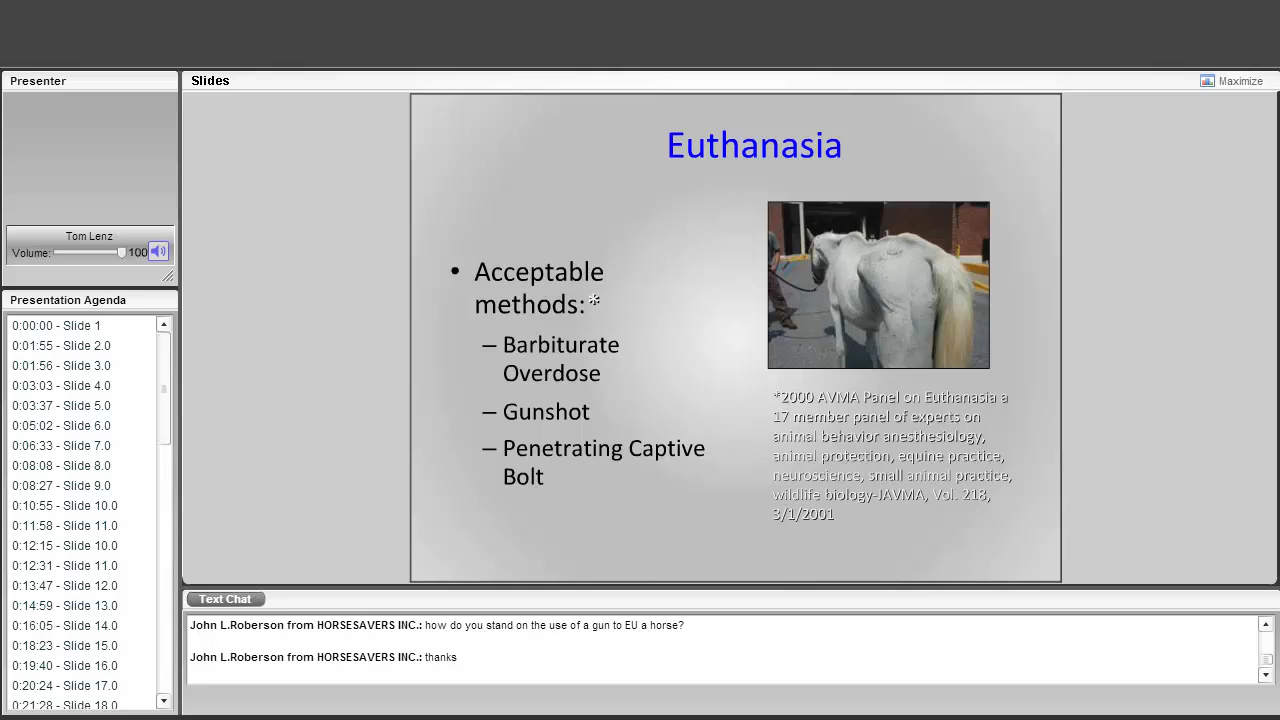 Presenter
Slides
Maximize
Tom Lenz
Volume: 100
Presentation Agenda
0:00:00 - Slide 1
0:01:55 - Slide 2.0
0:01:56 - Slide 3.0
0:03:03 - Slide 4.0
0:03:37 - Slide 5.0
0:05:02 - Slide 6.0
0:06:33 - Slide 7.0
0:08:08 - Slide 8.0
0:08:27 - Slide 9.0
0:10:55 - Slide 10.0
0:11:58 - Slide 11.0
0:12:15 - Slide 10.0
0:12:31 - Slide 11.0
0:13:47 - Slide 12.0
0:14:59 - Slide 13.0
0:16:05 - Slide 14.0
0:18:23 - Slide 15.0
0:19:40 - Slide 16.0
0:20:24 - Slide 17.0
0:21:28 - Slide 18.0
Euthanasia
• Acceptable
methods:*
– Barbiturate
Overdose
– Gunshot
– Penetrating Captive
Bolt
*2000 AVMA Panel on Euthanasia a
17 member panel of experts on
animal behavior anesthesiology,
animal protection, equine practice,
neuroscience, small animal practice,
wildlife biology-JAVMA, Vol. 218,
3/1/2001
Text Chat
John L.Roberson from HORSESAVERS INC.: how do you stand on the use of a gun to EU a horse?
John L.Roberson from HORSESAVERS INC.: thanks